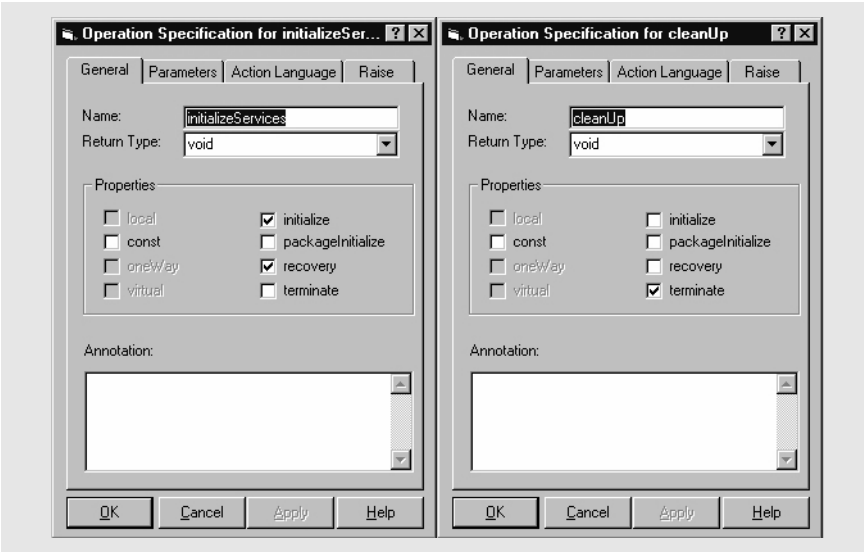 Operation Specification for initializeSer...
General Parameters Action Language Raise
Name: initializeServices
Return Type: void
Properties
local initialize
const packageInitialize
oneWay recovery
virtual terminate
Annotation:
OK Cancel Apply Help
Operation Specification for cleanUp
General Parameters Action Language Raise
Name: cleanUp
Return Type: void
Properties
local initialize
const packageInitialize
oneWay recovery
virtual terminate
Annotation:
OK Cancel Apply Help